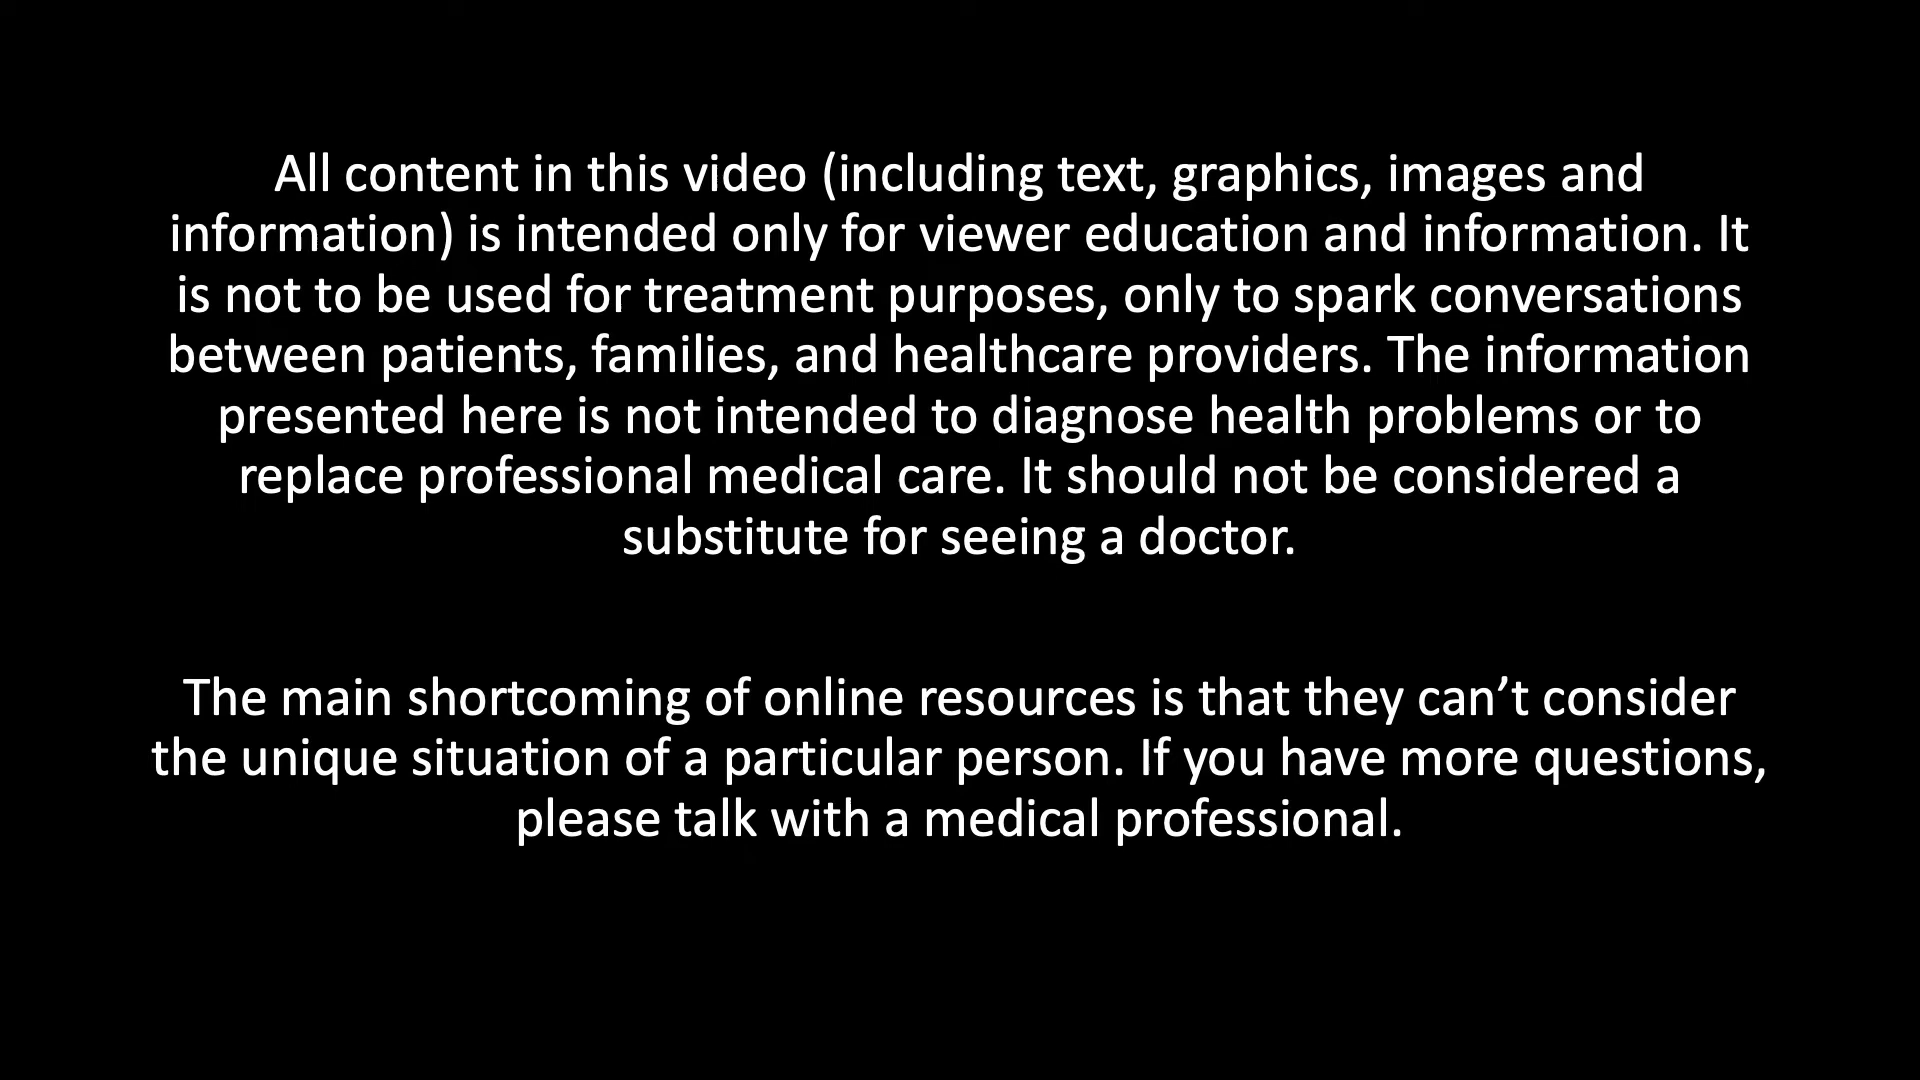 All content in this video (including text, graphics, images and
information) is intended only for viewer education and information. It
is not to be used for treatment purposes, only to spark conversations
between patients, families, and healthcare providers. The information
presented here is not intended to diagnose health problems or to
replace professional medical care. It should not be considered a
substitute for seeing a doctor.
The main shortcoming of online resources is that they can’t consider
the unique situation of a particular person. If you have more questions,
please talk with a medical professional.